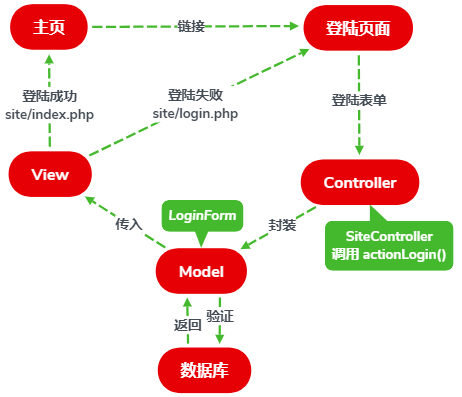 主页
链接
登陆页面
登陆成功
site/index.php
登陆失败
site/login.php
登陆表单
View
Controller
LoginForm
传入
封装
SiteController
调用 actionLogin()
Model
返回
验证
数据库